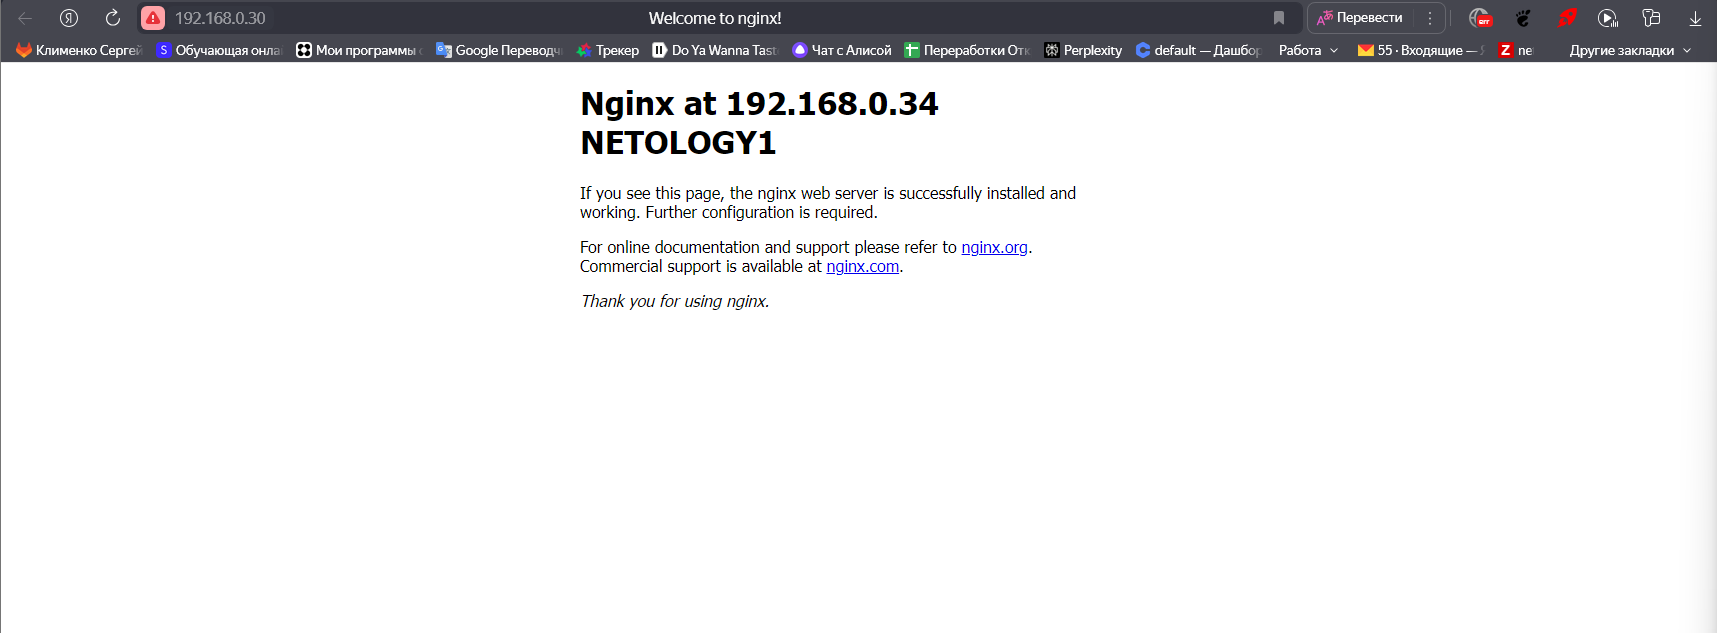 192.168.0.30
Welcome to nginx!
Перевести
Клименко Сергей
Обучающая онла
Мои программы
Google Переводч
Трекер
Do Ya Wanna Tast
Чат с Алисой
Переработки Отк
Perplexity
default — Дашбор
Работа
55 · Входящие —
Z ne
Другие закладки
Nginx at 192.168.0.34
NETOLOGY1
If you see this page, the nginx web server is successfully installed and
working. Further configuration is required.
For online documentation and support please refer to nginx.org.
Commercial support is available at nginx.com.
Thank you for using nginx.